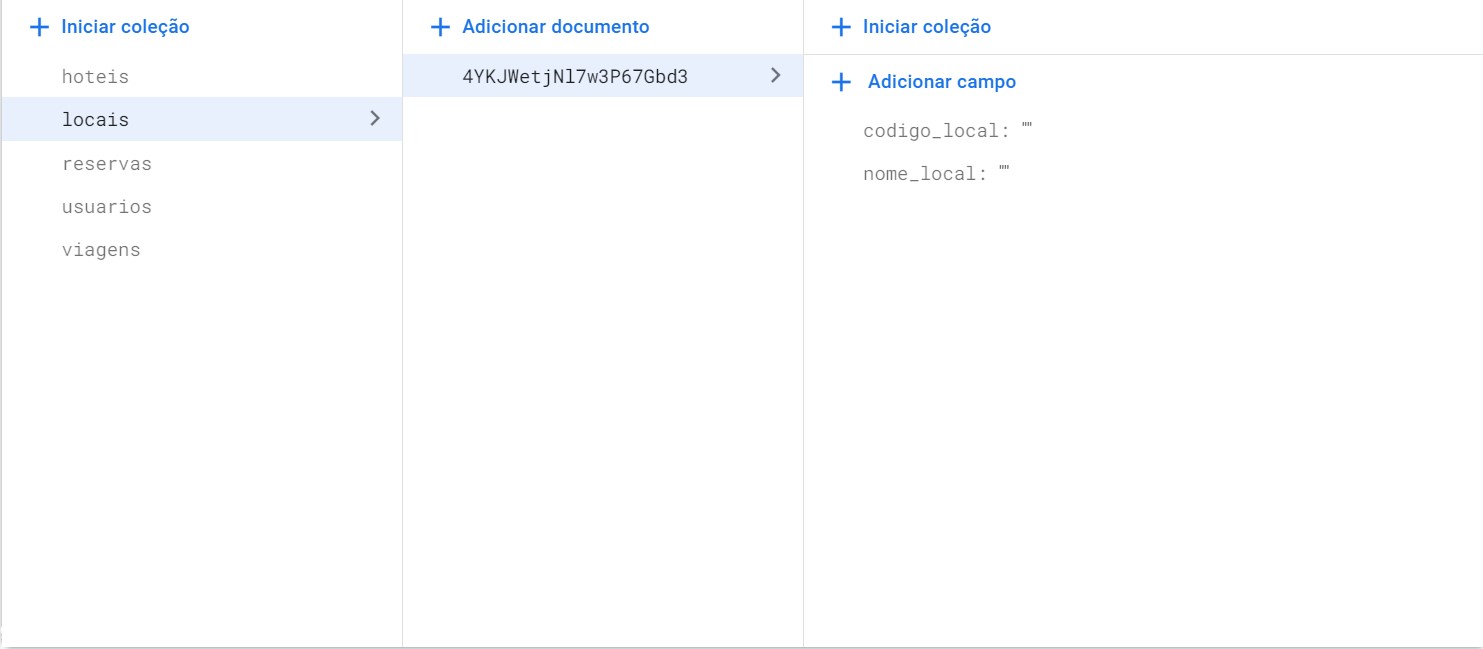 Iniciar coleção
hoteis
locais
reservas
usuarios
viagens
Adicionar documento
4YKJWetjNl7w3P67Gbd3
Iniciar coleção
Adicionar campo
codigo_local: ""
nome_local: ""